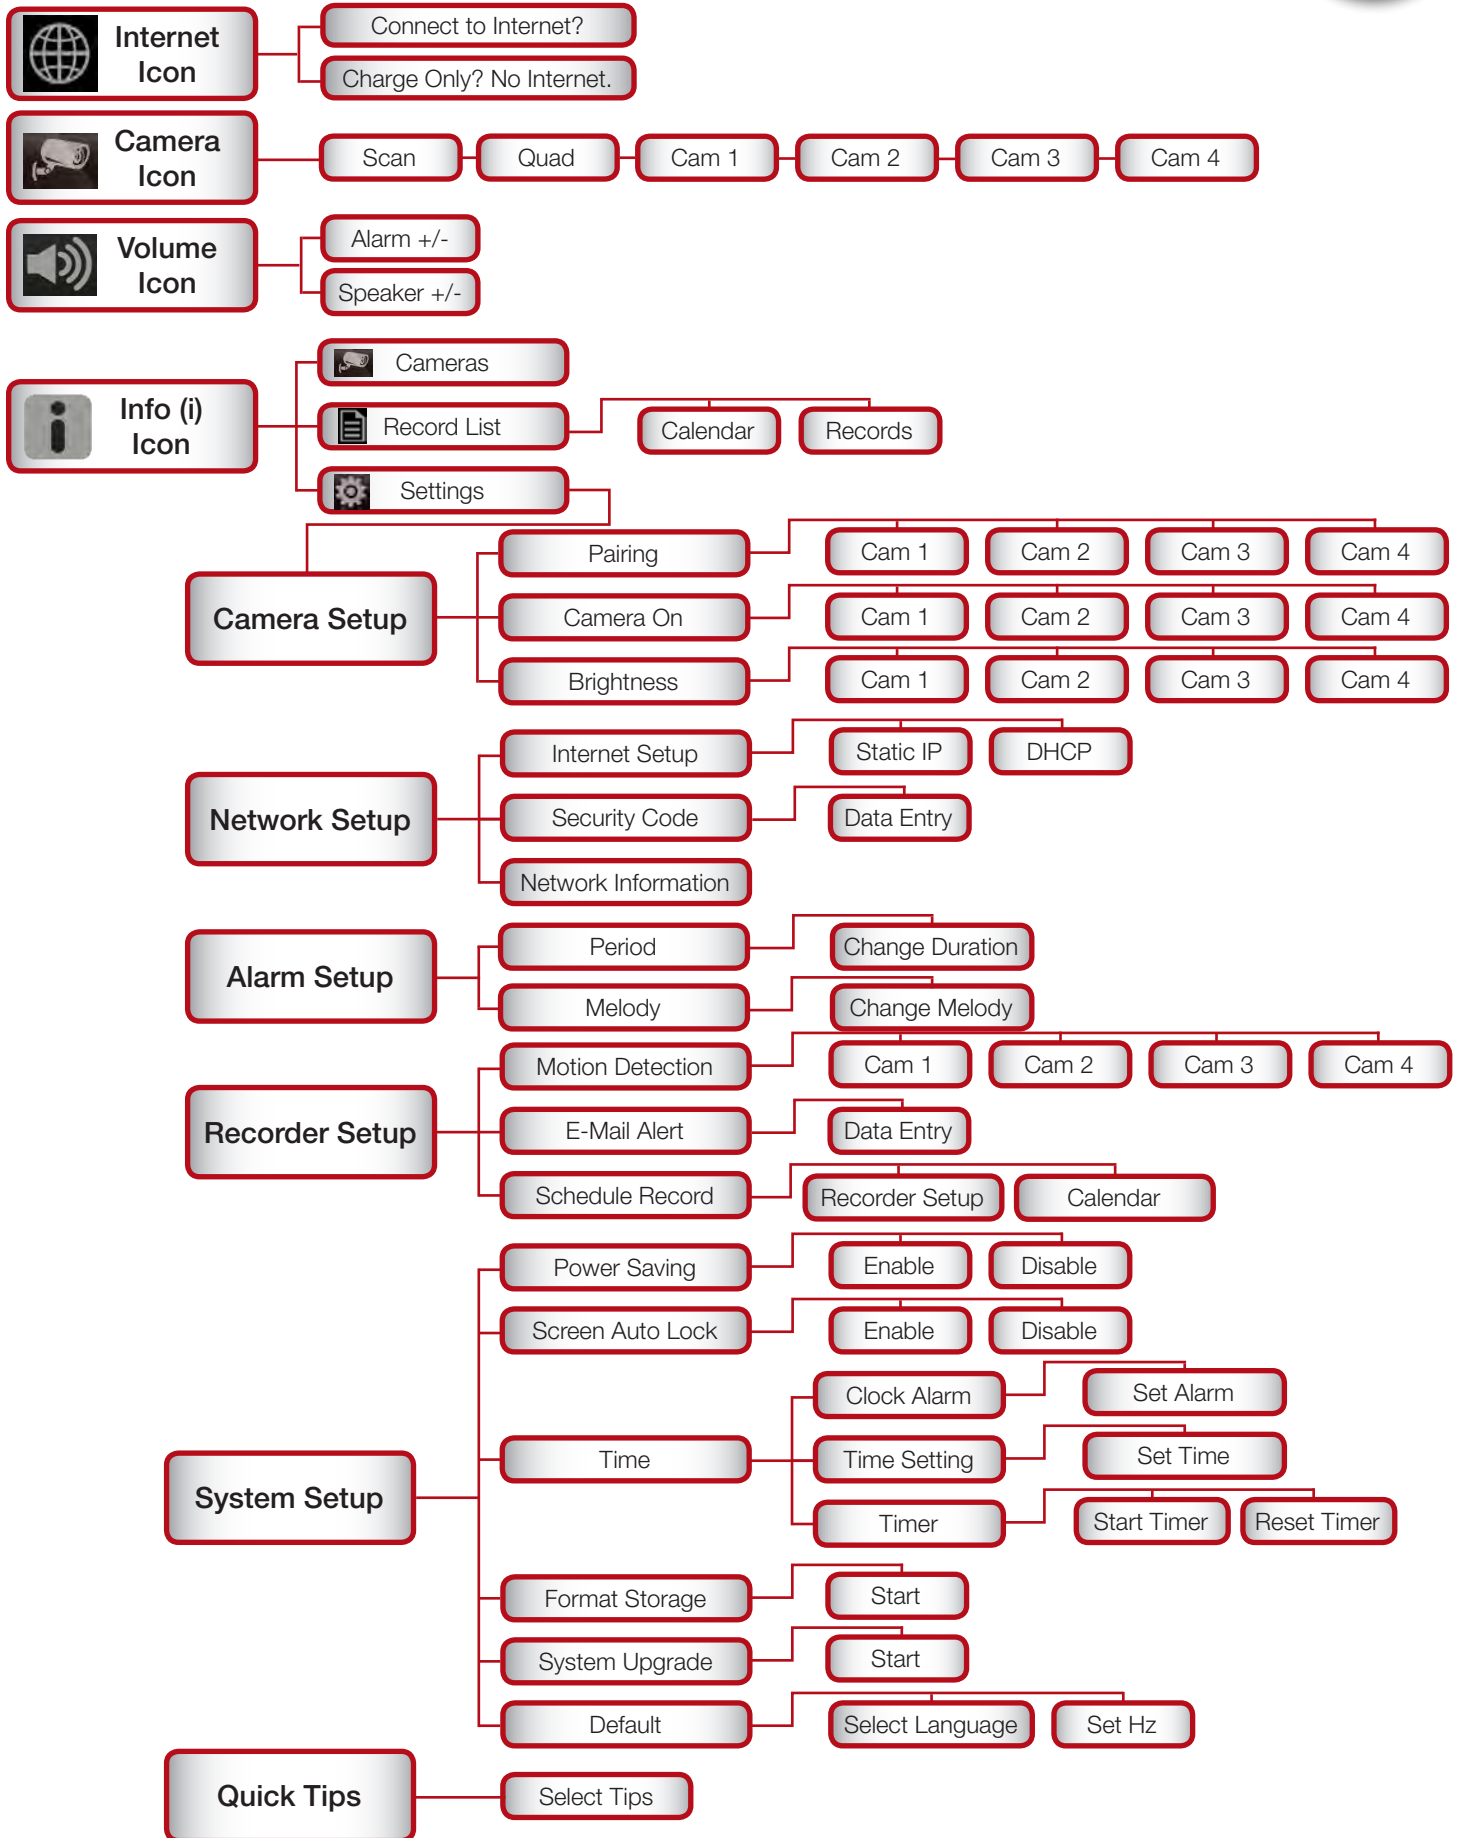 Internet
Icon
Connect to Internet?
Charge Only? No Internet.
Camera
Icon
Scan
Quad
Cam 1
Cam 2
Cam 3
Cam 4
Volume
Icon
Alarm +/-
Speaker +/-
Info (i)
Icon
Cameras
Record List
Calendar
Records
Settings
Camera Setup
Pairing
Cam 1
Cam 2
Cam 3
Cam 4
Camera On
Cam 1
Cam 2
Cam 3
Cam 4
Brightness
Cam 1
Cam 2
Cam 3
Cam 4
Network Setup
Internet Setup
Static IP
DHCP
Security Code
Data Entry
Network Information
Alarm Setup
Period
Change Duration
Melody
Change Melody
Recorder Setup
Motion Detection
Cam 1
Cam 2
Cam 3
Cam 4
E-Mail Alert
Data Entry
Schedule Record
Recorder Setup
Calendar
System Setup
Power Saving
Enable
Disable
Screen Auto Lock
Enable
Disable
Time
Clock Alarm
Set Alarm
Time Setting
Set Time
Timer
Start Timer
Reset Timer
Format Storage
Start
System Upgrade
Start
Default
Select Language
Set Hz
Quick Tips
Select Tips